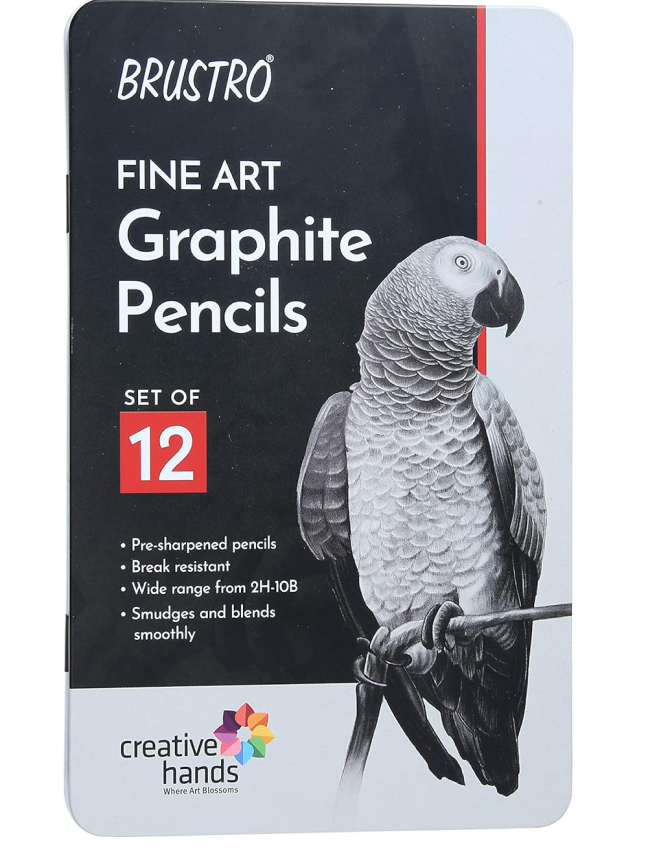 BRUSTRO®
FINE ART
Graphite
Pencils
SET OF
12
• Pre-sharpened pencils
• Break resistant
• Wide range from 2H-10B
• Smudges and blends
smoothly
creative
hands
Where Art Blossoms